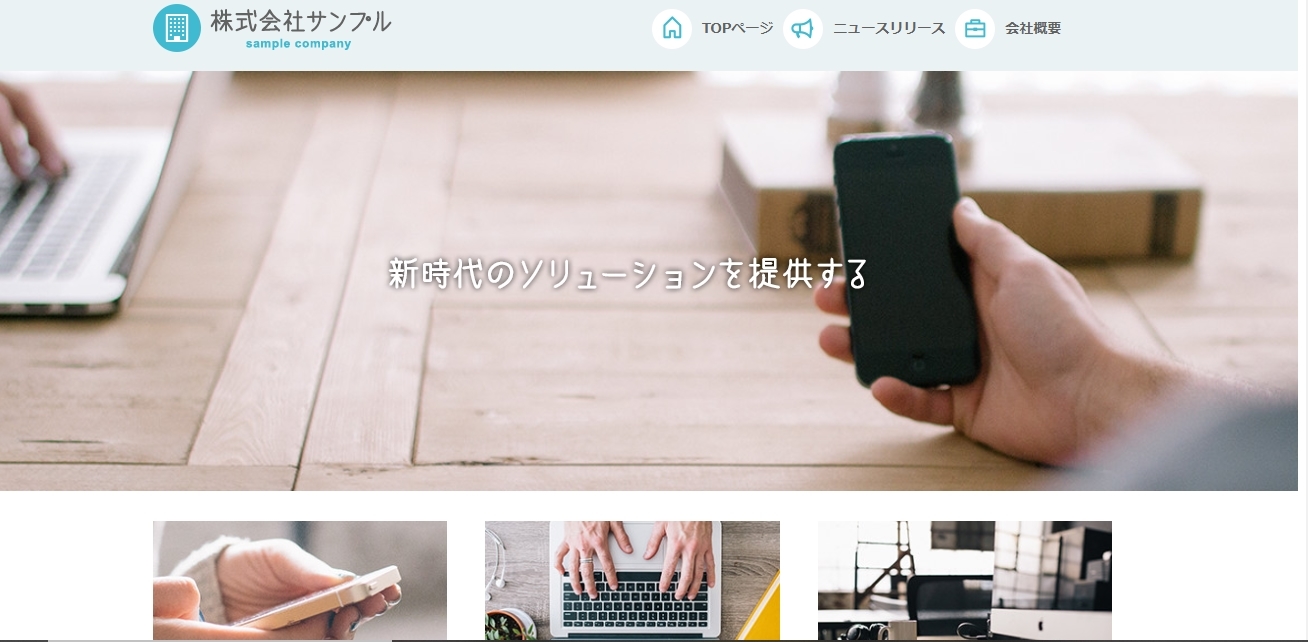 株式会社サンプル
sample company
TOPページ
ニュースリリース
会社概要
新時代のソリューションを提供する